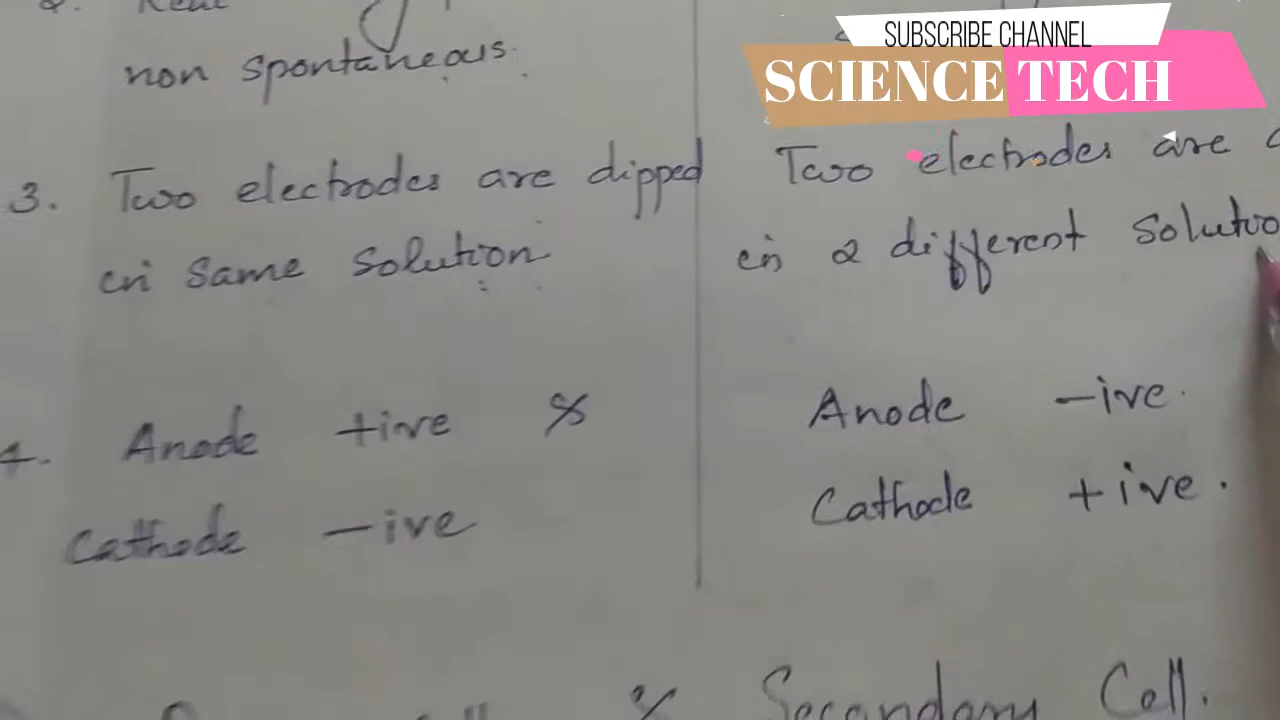 SUBSCRIBE CHANNEL
SCIENCE TECH
non spontaneous.
3. Two electrodes are dipped
in same solution
Two electrodes are
in 2 different solutio
4. Anode +ive &
Cathode -ive
Anode -ive.
Cathode +ive.
& Secondary Cell.